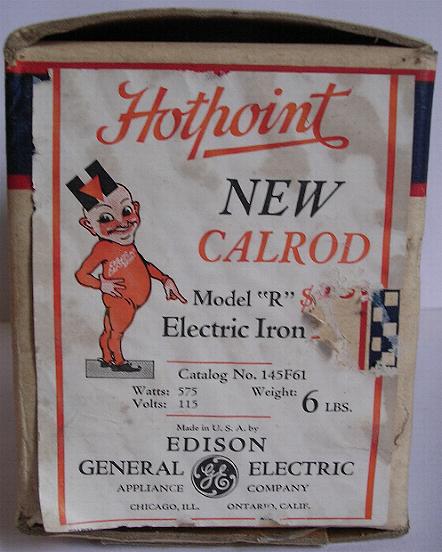 Hotpoint
NEW
CALROD
Model "R" $
Electric Iron
Catalog No. 145F61
Watts: 575 Weight:
Volts: 115 6 LBS.
Made in U. S. A. by
EDISON
GENERAL GE ELECTRIC
APPLIANCE COMPANY
CHICAGO, ILL. ONTARIO, CALIF.